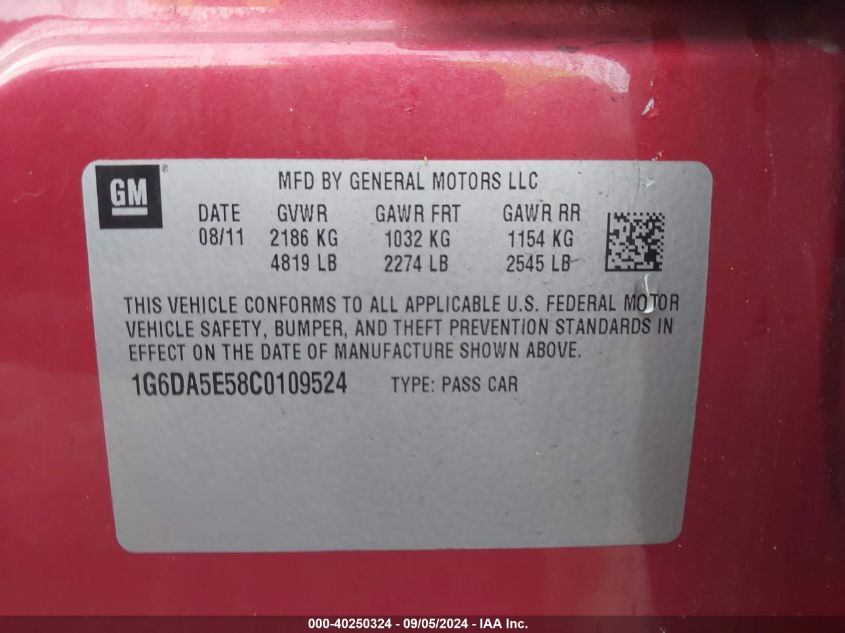 GM ®
MFD BY GENERAL MOTORS LLC
DATE GVWR GAWR FRT GAWR RR
08/11 2186 KG 1032 KG 1154 KG
4819 LB 2274 LB 2545 LB
THIS VEHICLE CONFORMS TO ALL APPLICABLE U.S. FEDERAL MOTOR
VEHICLE SAFETY, BUMPER, AND THEFT PREVENTION STANDARDS IN
EFFECT ON THE DATE OF MANUFACTURE SHOWN ABOVE.
1G6DA5E58C0109524 TYPE: PASS CAR
000-40250324 - 09/05/2024 - IAA Inc.